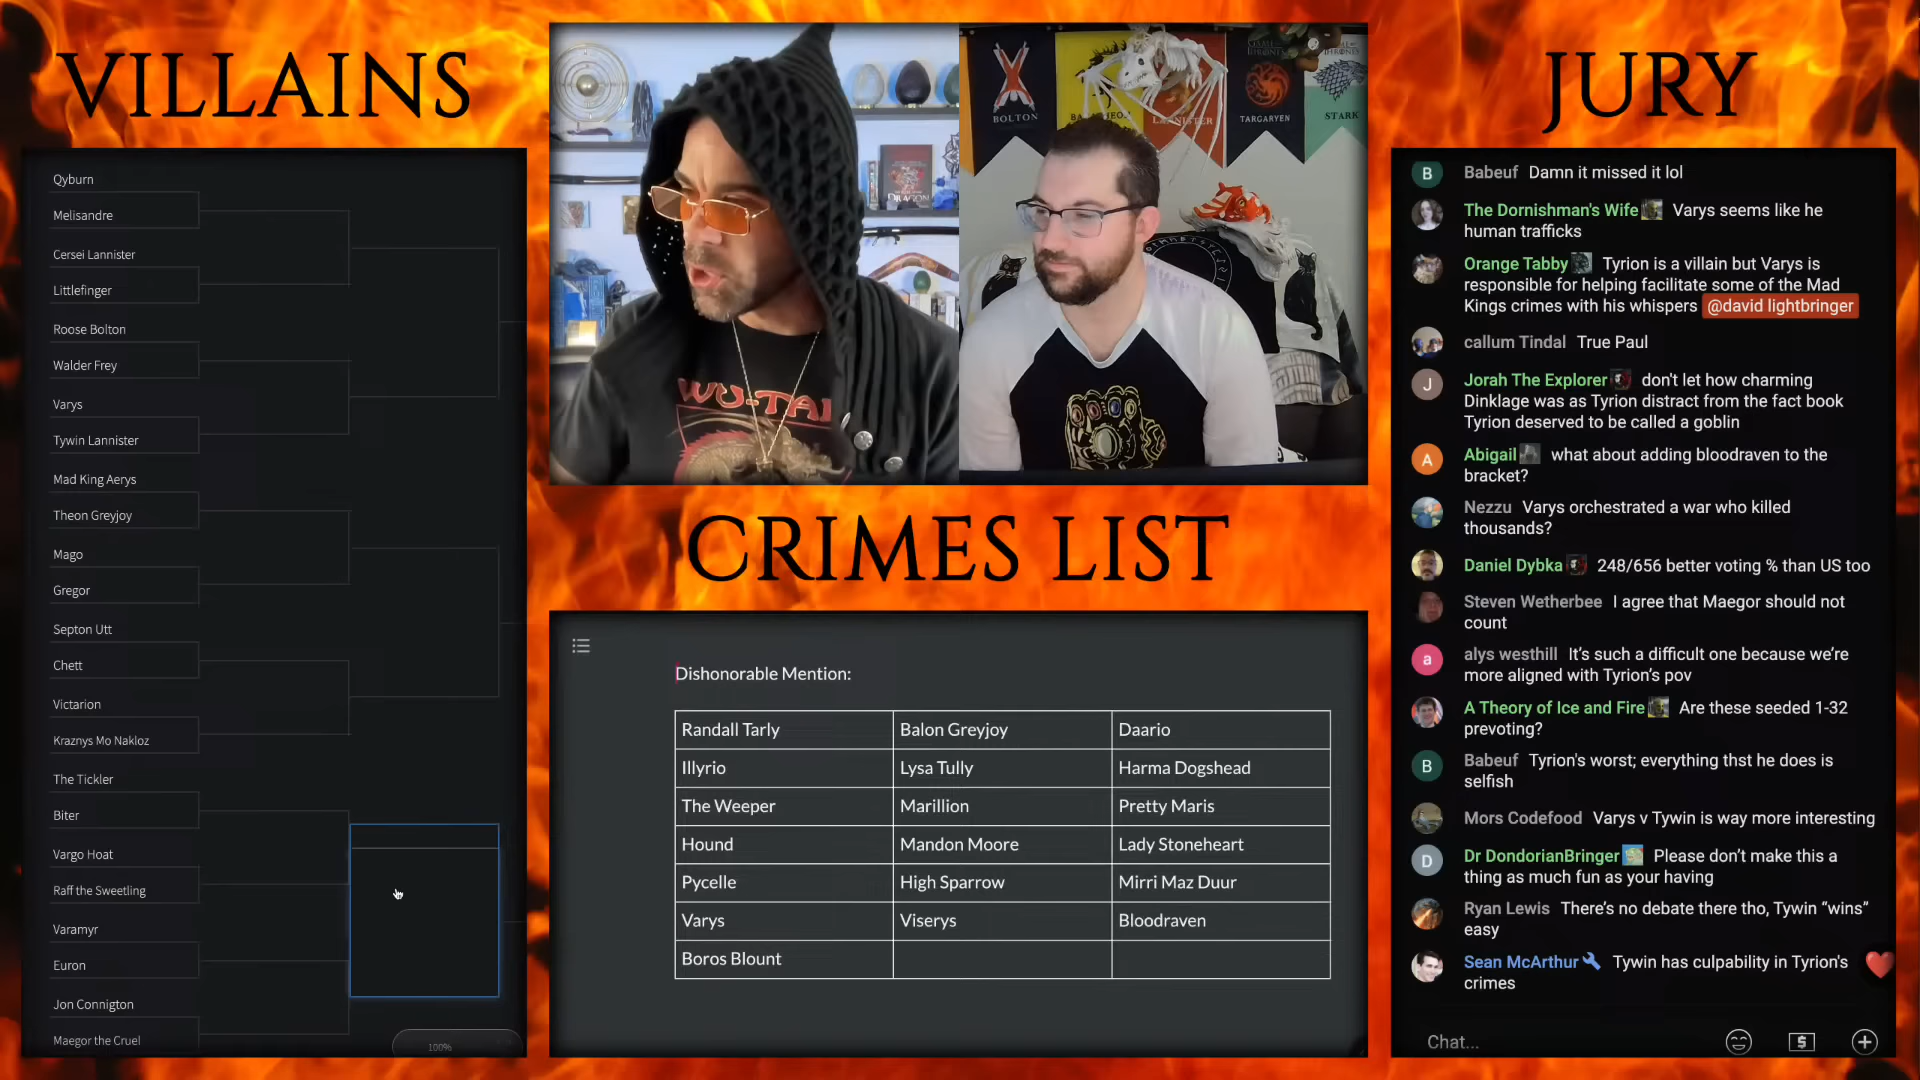 VILLAINS
Qyburn
Melisandre
Cersei Lannister
Littlefinger
Roose Bolton
Walder Frey
Varys
Tywin Lannister
Mad King Aerys
Theon Greyjoy
Mago
Gregor
Septon Utt
Chett
Victarion
Kraznys Mo Nakloz
The Tickler
Biter
Vargo Hoat
Raff the Sweetling
Varamyr
Euron
Jon Connigton
Maegor the Cruel
100%
BOLTON
LANNISTER
TARGARYEN
STARK
DRAGON
WU-TA
CRIMES LIST
Dishonorable Mention:
Randall Tarly Balon Greyjoy Daario
Illyrio Lysa Tully Harma Dogshead
The Weeper Marillion Pretty Maris
Hound Mandon Moore Lady Stoneheart
Pycelle High Sparrow Mirri Maz Duur
Varys Viserys Bloodraven
Boros Blount
JURY
B Babeuf Damn it missed it lol
The Dornishman's Wife Varys seems like he
human trafficks
Orange Tabby Tyrion is a villain but Varys is
responsible for helping facilitate some of the Mad
Kings crimes with his whispers @david lightbringer
callum Tindal True Paul
J Jorah The Explorer don't let how charming
Dinklage was as Tyrion distract from the fact book
Tyrion deserved to be called a goblin
A Abigail what about adding bloodraven to the
bracket?
Nezzu Varys orchestrated a war who killed
thousands?
Daniel Dybka 248/656 better voting % than US too
Steven Wetherbee I agree that Maegor should not
count
a alys westhill It's such a difficult one because we're
more aligned with Tyrion's pov
A Theory of Ice and Fire Are these seeded 1-32
prevoting?
B Babeuf Tyrion's worst; everything thst he does is
selfish
Mors Codefood Varys v Tywin is way more interesting
D Dr DondorianBringer Please don't make this a
thing as much fun as your having
Ryan Lewis There's no debate there tho, Tywin “wins”
easy
Sean McArthur Tywin has culpability in Tyrion's
crimes
Chat...
$